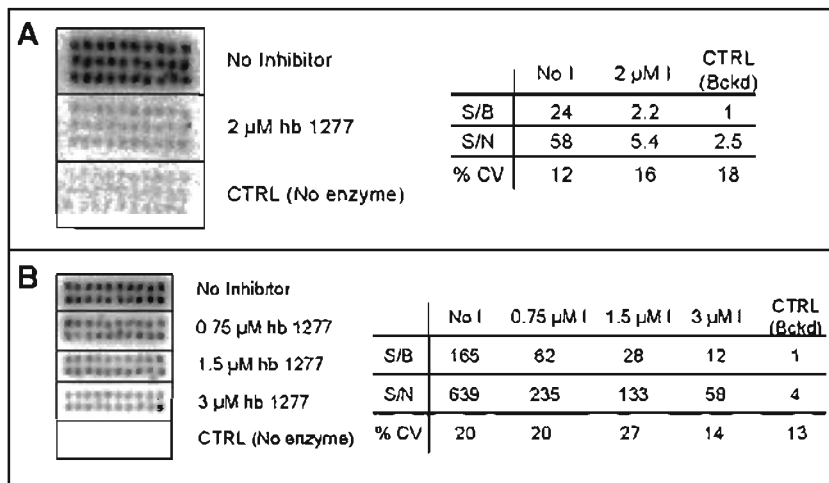 A
No Inhibitor
2 µM hb 1277
CTRL (No enzyme)
No I 2 µM I CTRL (Bckd)
S/B 24 2.2 1
S/N 58 5.4 2.5
% CV 12 16 18
B
No Inhibitor
0.75 µM hb 1277
1.5 µM hb 1277
3 µM hb 1277
CTRL (No enzyme)
No I 0.75 µM I 1.5 µM I 3 µM I CTRL (Bckd)
S/B 165 82 28 12 1
S/N 639 235 133 58 4
% CV 20 20 27 14 13